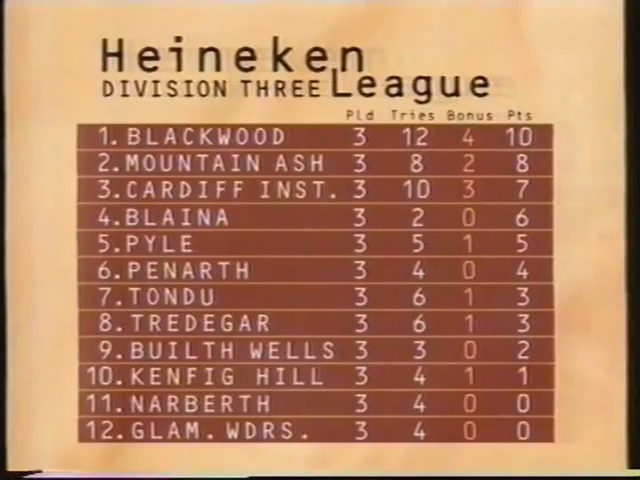 Heineken
DIVISION THREE League
Pld Tries Bonus Pts
1. BLACKWOOD 3 12 4 10
2. MOUNTAIN ASH 3 8 2 8
3. CARDIFF INST. 3 10 3 7
4. BLAINA 3 2 0 6
5. PYLE 3 5 1 5
6. PENARTH 3 4 0 4
7. TONDU 3 6 1 3
8. TREDEGAR 3 6 1 3
9. BUILTH WELLS 3 3 0 2
10. KENFIG HILL 3 4 1 1
11. NARBERTH 3 4 0 0
12. GLAM. WDRS. 3 4 0 0